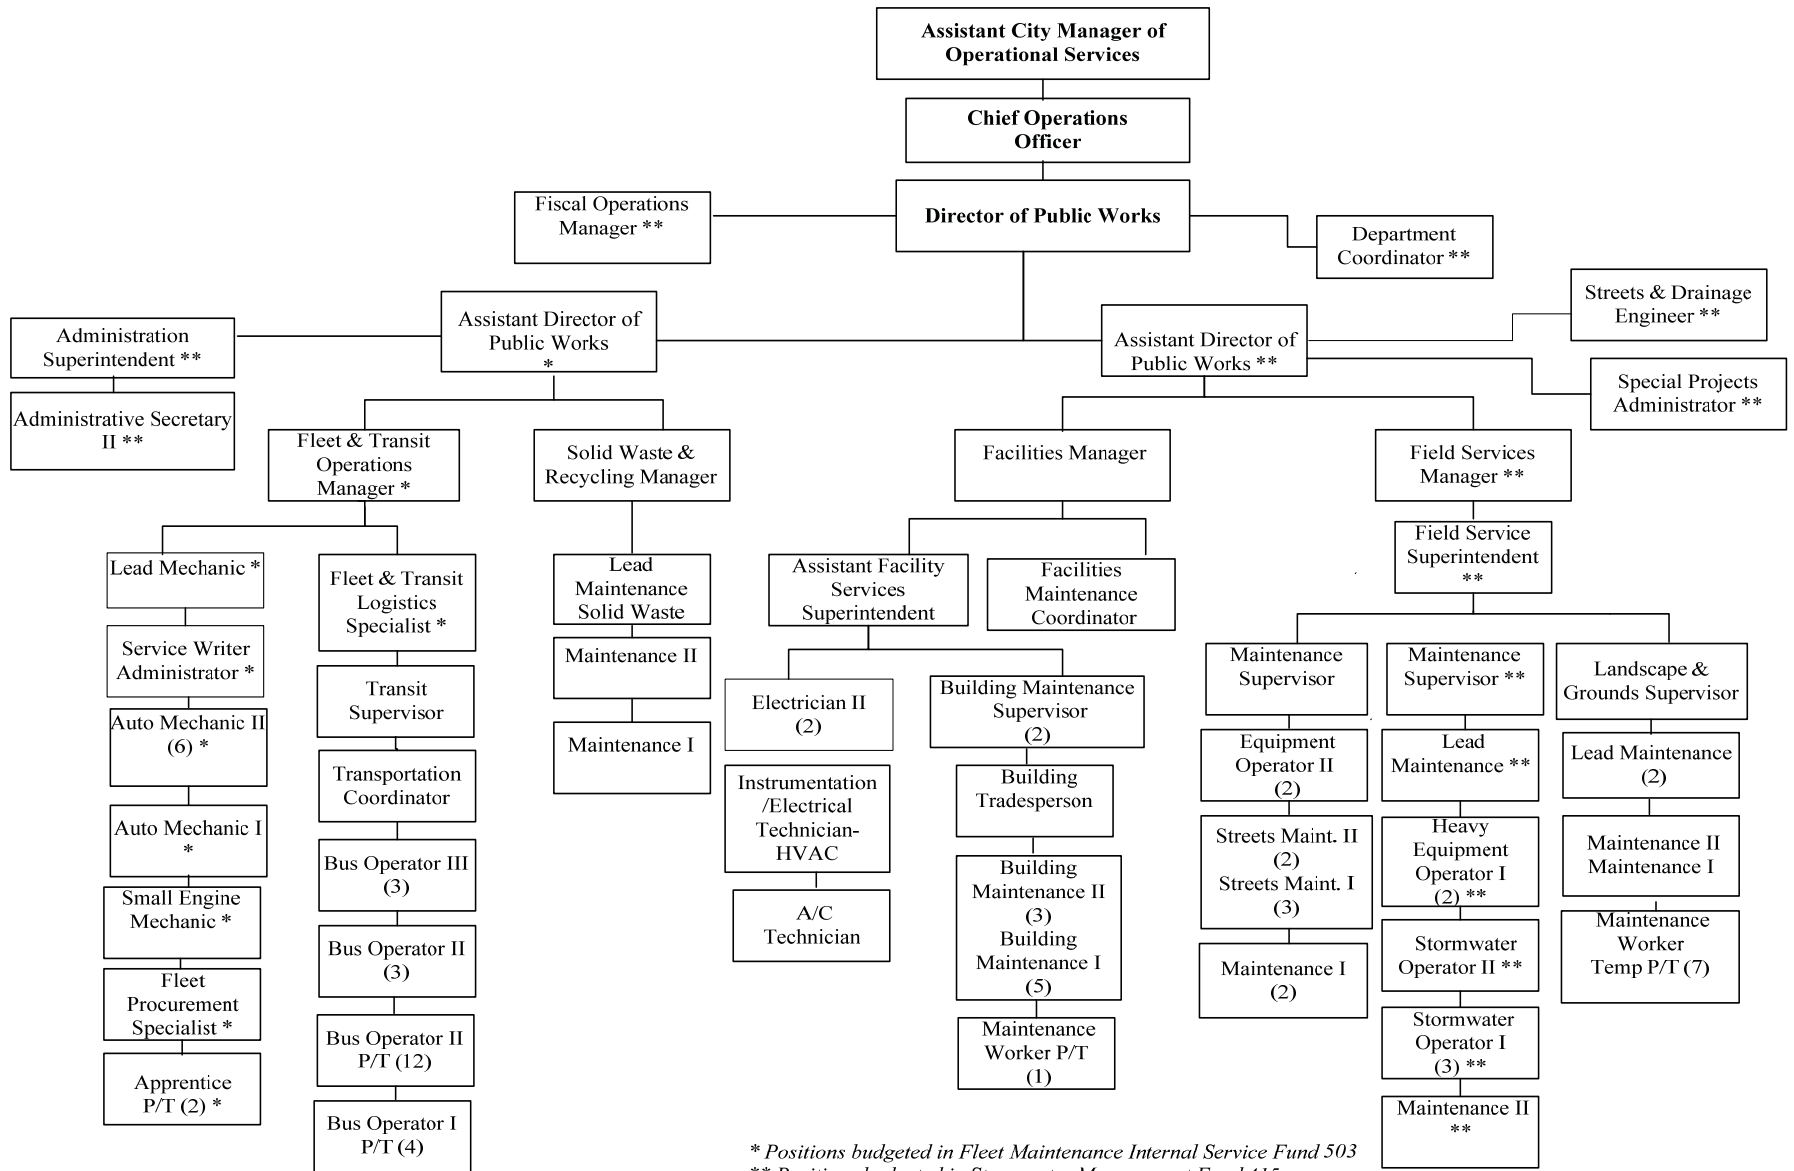 Assistant City Manager of
Operational Services
Chief Operations
Officer
Director of Public Works
Fiscal Operations
Manager **
Department
Coordinator **
Streets & Drainage
Engineer **
Assistant Director of
Public Works
*
Assistant Director of
Public Works **
Administration
Superintendent **
Special Projects
Administrator **
Administrative Secretary
II **
Fleet & Transit
Operations
Manager *
Solid Waste &
Recycling Manager
Facilities Manager
Field Services
Manager **
Lead Mechanic *
Service Writer
Administrator *
Auto Mechanic II
(6) *
Auto Mechanic I
*
Small Engine
Mechanic *
Fleet
Procurement
Specialist *
Apprentice
P/T (2) *
Fleet & Transit
Logistics
Specialist *
Transit
Supervisor
Transportation
Coordinator
Bus Operator III
(3)
Bus Operator II
(3)
Bus Operator II
P/T (12)
Bus Operator I
P/T (4)
Lead
Maintenance
Solid Waste
Maintenance II
Maintenance I
Assistant Facility
Services
Superintendent
Facilities
Maintenance
Coordinator
Electrician II
(2)
Instrumentation
/Electrical
Technician-
HVAC
A/C
Technician
Building Maintenance
Supervisor
(2)
Building
Tradesperson
Building
Maintenance II
(3)
Building
Maintenance I
(5)
Maintenance
Worker P/T
(1)
Field Service
Superintendent
**
Maintenance
Supervisor
Equipment
Operator II
(2)
Streets Maint. II
(2)
Streets Maint. I
(3)
Maintenance I
(2)
Maintenance
Supervisor **
Lead
Maintenance **
Heavy
Equipment
Operator I
(2) **
Stormwater
Operator II **
Stormwater
Operator I
(3) **
Maintenance II
**
Landscape &
Grounds Supervisor
Lead Maintenance
(2)
Maintenance II
Maintenance I
Maintenance
Worker
Temp P/T (7)
* Positions budgeted in Fleet Maintenance Internal Service Fund 503